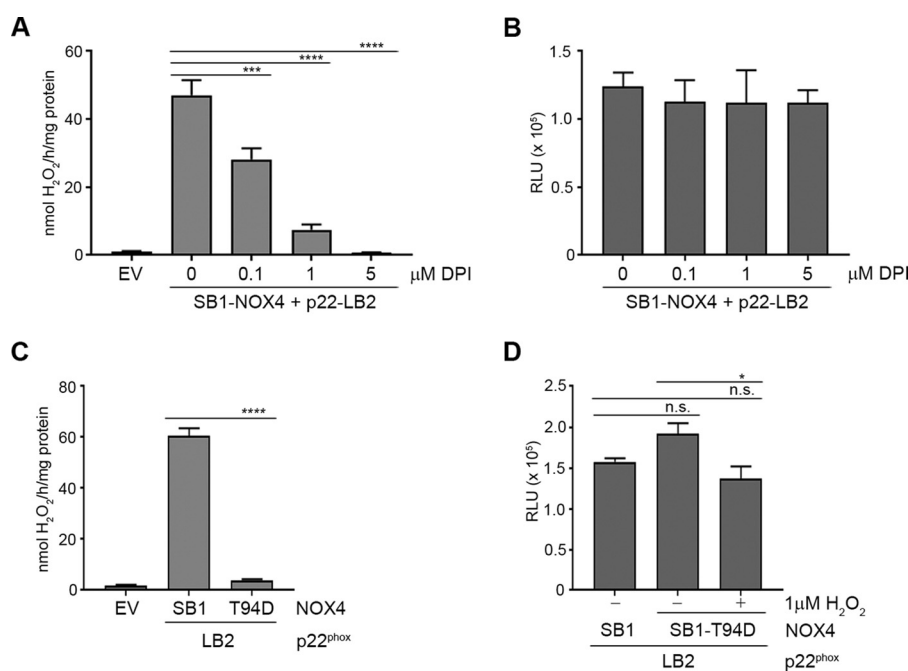 A
nmol H₂O₂/h/mg protein
60
40
20
0
****
****
***
EV 0 0.1 1 5 μM DPI
SB1-NOX4 + p22-LB2
B
RLU (x 10⁵)
1.5
1.0
0.5
0.0
0 0.1 1 5 μM DPI
SB1-NOX4 + p22-LB2
C
nmol H₂O₂/h/mg protein
80
60
40
20
0
****
EV SB1 T94D NOX4
LB2 p22ᵖʰᵒˣ
D
RLU (x 10⁵)
2.5
2.0
1.5
1.0
0.5
0.0
*
n.s.
n.s.
– – + 1μM H₂O₂
SB1 SB1-T94D NOX4
LB2 p22ᵖʰᵒˣ